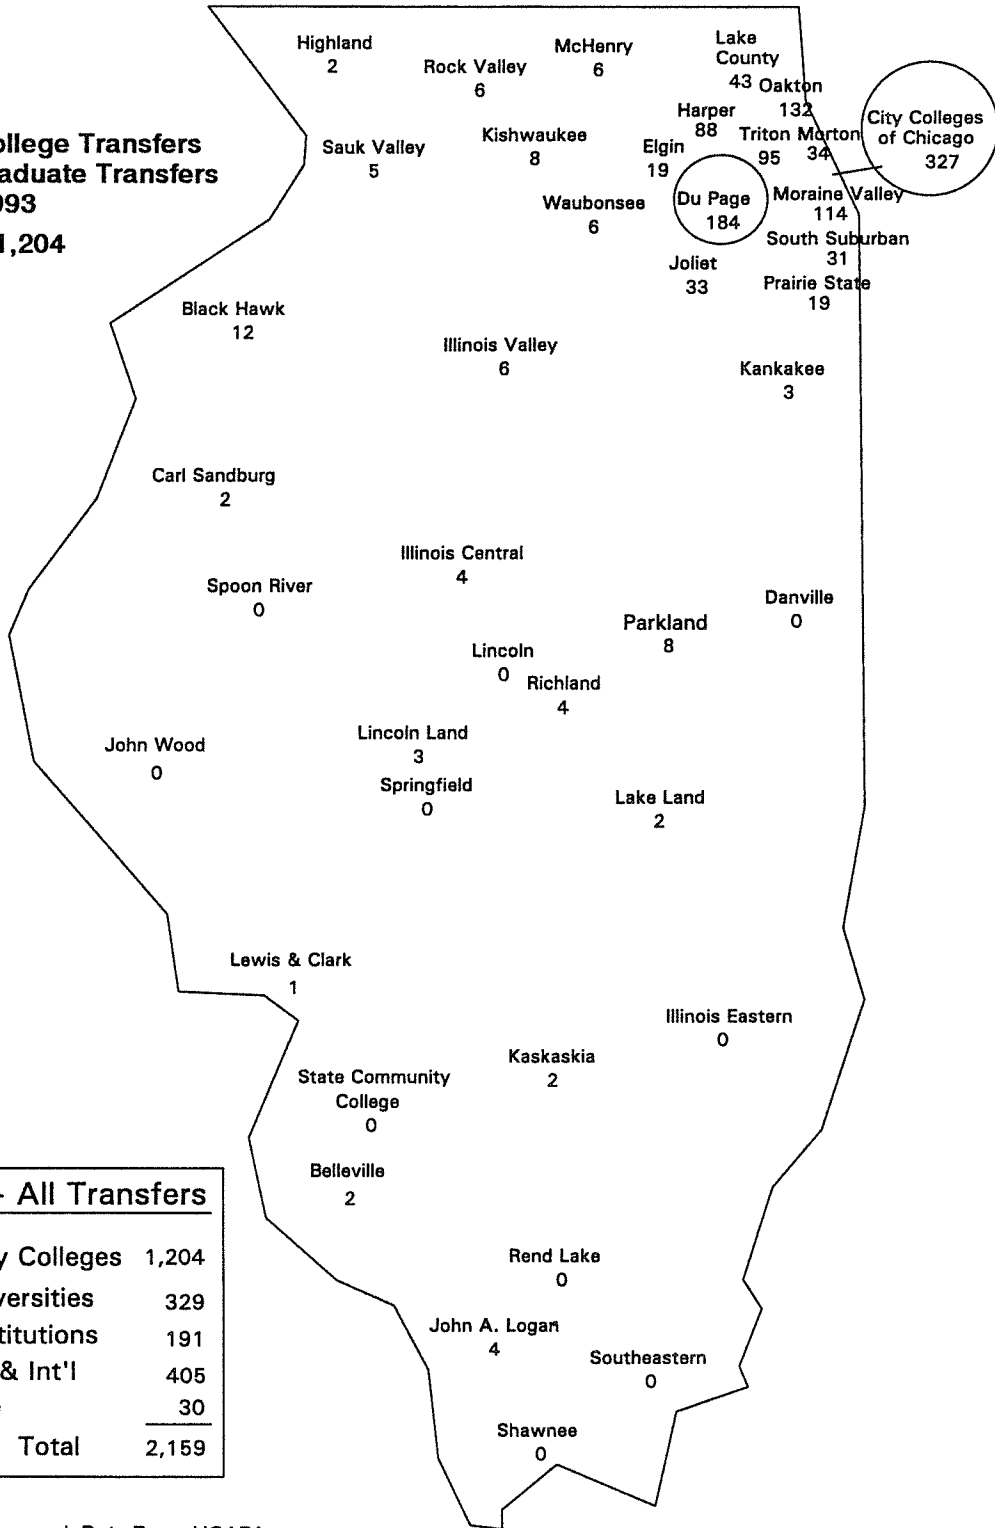 ollege Transfers
aduate Transfers
993
1,204
Highland
2
Rock Valley
6
McHenry
6
Lake
County
43
Oakton
132
Harper
88
City Colleges
of Chicago
327
Sauk Valley
5
Kishwaukee
8
Elgin
19
Triton
95
Morton
34
Waubonsee
6
Du Page
184
Moraine Valley
114
South Suburban
31
Joliet
33
Prairie State
19
Black Hawk
12
Illinois Valley
6
Kankakee
3
Carl Sandburg
2
Illinois Central
4
Spoon River
0
Danville
0
Parkland
8
Lincoln
0
Richland
4
John Wood
0
Lincoln Land
3
Springfield
0
Lake Land
2
Lewis & Clark
1
Illinois Eastern
0
Kaskaskia
2
State Community
College
0
Belleville
2
Rend Lake
0
John A. Logan
4
Southeastern
0
Shawnee
0
- All Transfers
y Colleges 1,204
versities 329
titutions 191
& Int'l 405
30
Total 2,159